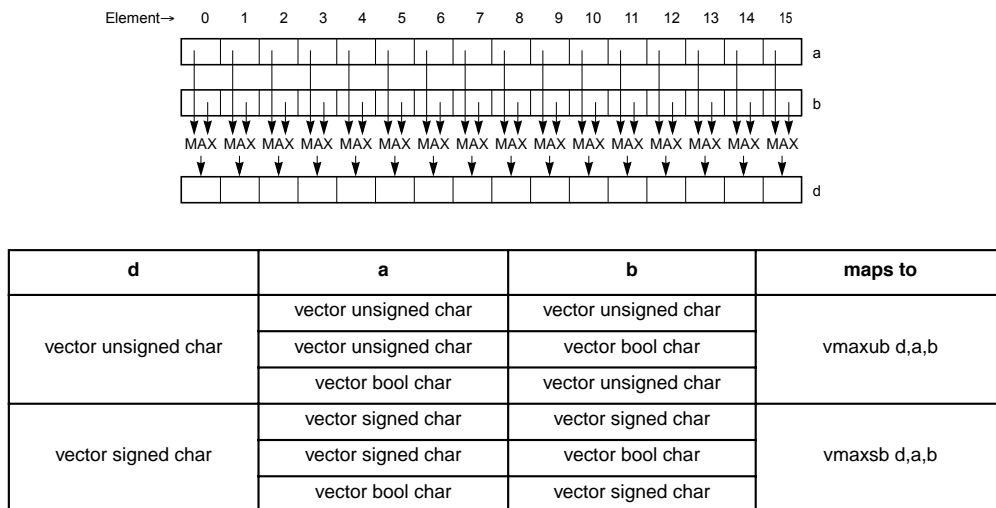 Element→ 0 1 2 3 4 5 6 7 8 9 10 11 12 13 14 15
a
b
MAX MAX MAX MAX MAX MAX MAX MAX MAX MAX MAX MAX MAX MAX MAX MAX
d
d a b maps to
vector unsigned char vector unsigned char
vector unsigned char vector unsigned char vector bool char vmaxub d,a,b
vector bool char vector unsigned char
vector signed char vector signed char
vector signed char vector signed char vector bool char vmaxsb d,a,b
vector bool char vector signed char